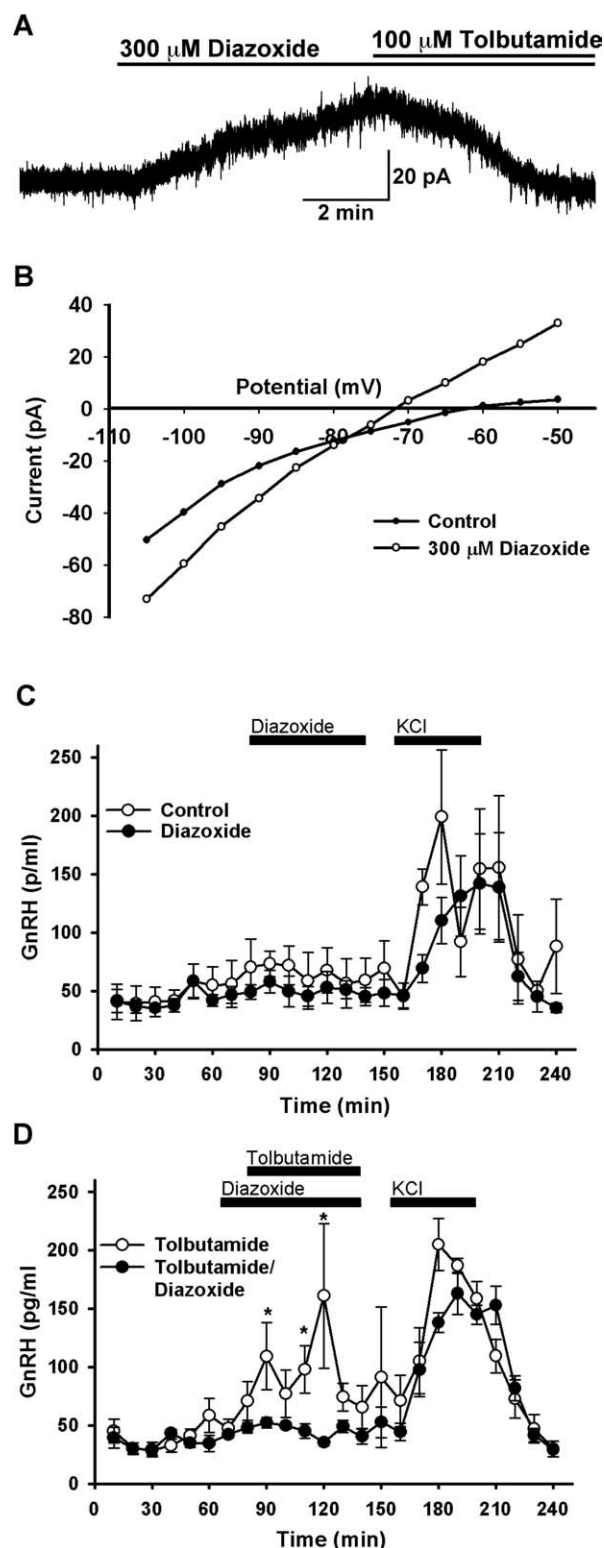 A
300 μM Diazoxide
100 μM Tolbutamide
20 pA
2 min
B
40
20
0
-20
-40
-60
-80
Current (pA)
Potential (mV)
-110 -100 -90 -80 -70 -60 -50
Control
300 μM Diazoxide
C
Diazoxide KCl
250
200
150
100
50
0
GnRH (p/ml)
Control
Diazoxide
0 30 60 90 120 150 180 210 240
Time (min)
D
Tolbutamide
Diazoxide KCl
250
200
150
100
50
0
GnRH (pg/ml)
Tolbutamide
Tolbutamide/
Diazoxide
*
*
*
0 30 60 90 120 150 180 210 240
Time (min)